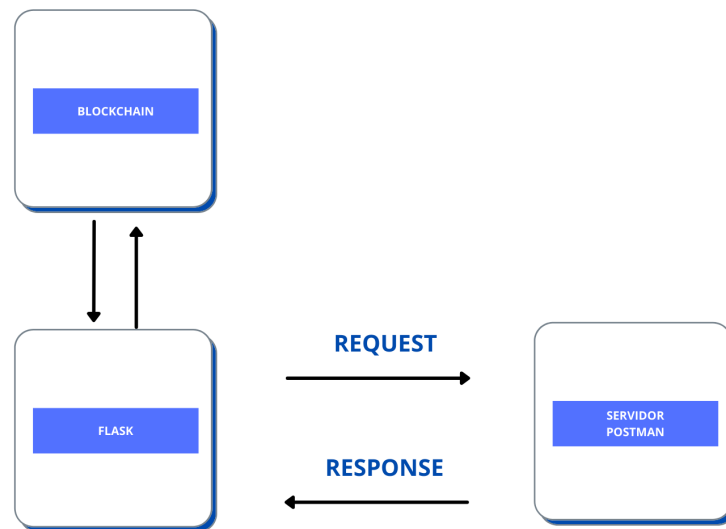 BLOCKCHAIN
REQUEST
FLASK
SERVIDOR
POSTMAN
RESPONSE